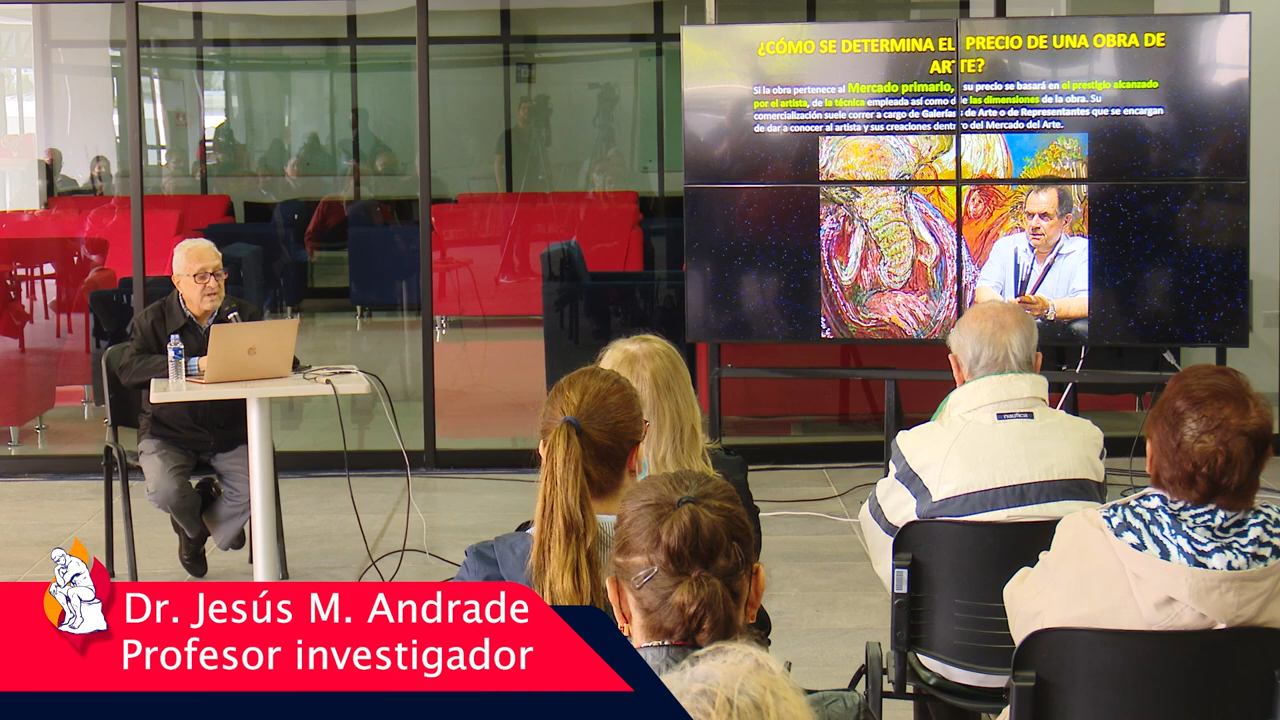 ¿CÓMO SE DETERMINA EL PRECIO DE UNA OBRA DE
ARTE?
Si la obra pertenece al Mercado primario, su precio se basará en el prestigio alcanzado
por el artista, de la técnica empleada así como de las dimensiones de la obra. Su
comercialización suele correr a cargo de Galerías de Arte o de Representantes que se encargan
de dar a conocer al artista y sus creaciones dentro del Mercado del Arte.
nautica
Dr. Jesús M. Andrade
Profesor investigador